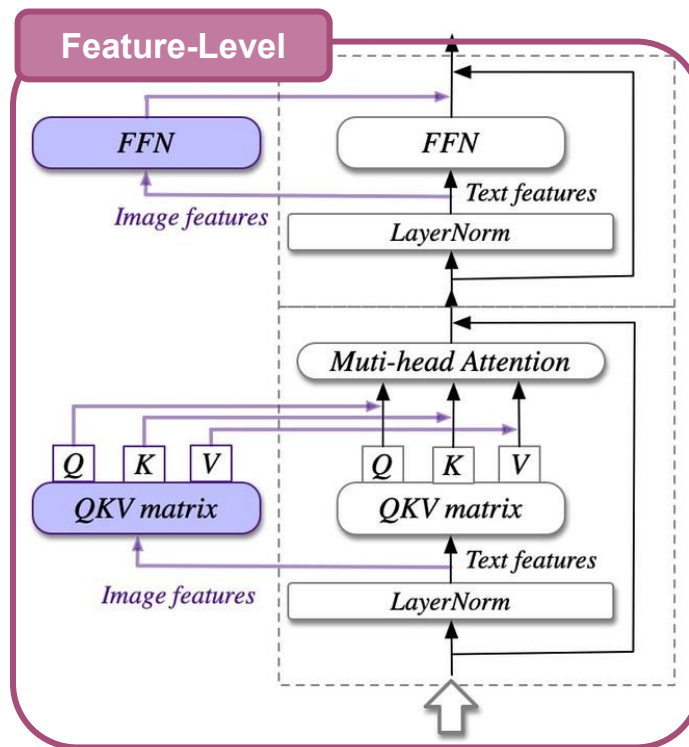 Feature-Level
FFN
FFN
Image features
Text features
LayerNorm
Muti-head Attention
Q K V
Q K V
QKV matrix
QKV matrix
Text features
Image features
LayerNorm